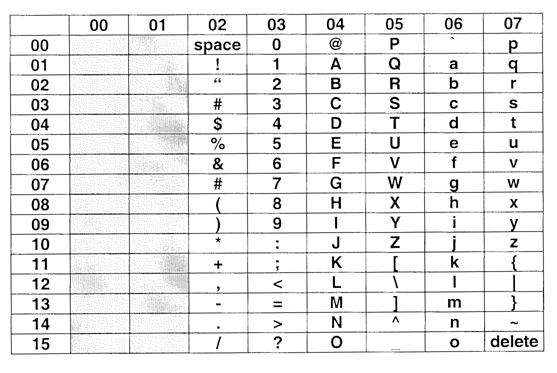 00 01 02 03 04 05 06 07
00 space 0 @ P ` p
01 ! 1 A Q a q
02 “ 2 B R b r
03 # 3 C S c s
04 $ 4 D T d t
05 % 5 E U e u
06 & 6 F V f v
07 # 7 G W g w
08 ( 8 H X h x
09 ) 9 I Y i y
10 * : J Z j z
11 + ; K [ k {
12 , < L \ l |
13 - = M ] m }
14 . > N ^ n ~
15 / ? O _ o delete